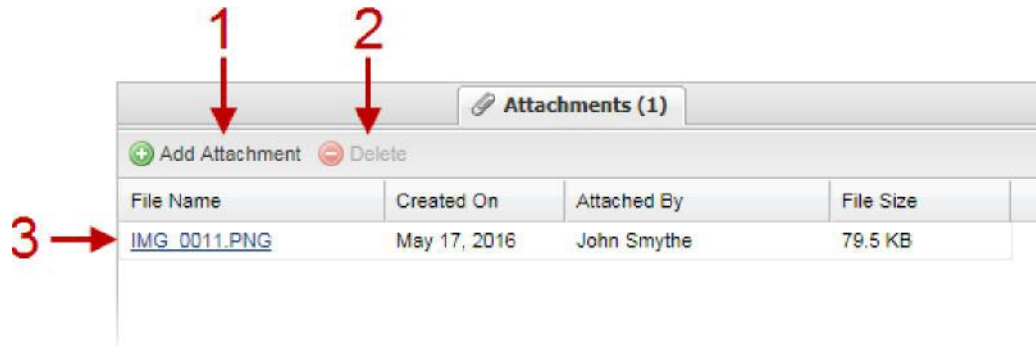 1 2
Attachments (1)
Add Attachment Delete
File Name Created On Attached By File Size
3 IMG_0011.PNG May 17, 2016 John Smythe 79.5 KB